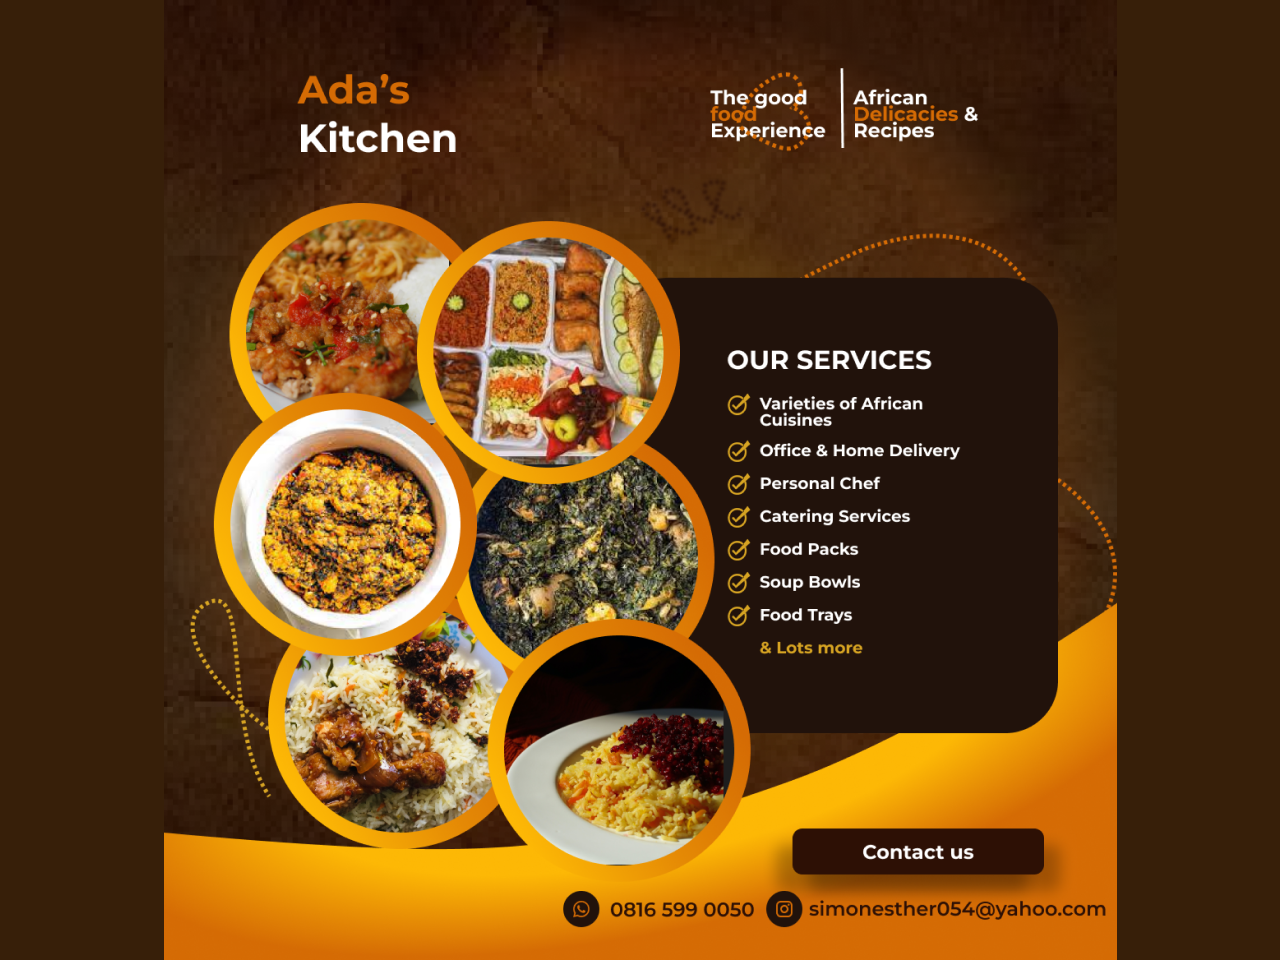 Ada's
Kitchen
The good
food
Experience
African
Delicacies &
Recipes
OUR SERVICES
Varieties of African
Cuisines
Office & Home Delivery
Personal Chef
Catering Services
Food Packs
Soup Bowls
Food Trays
& Lots more
Contact us
0816 599 0050
simonesther054@yahoo.com